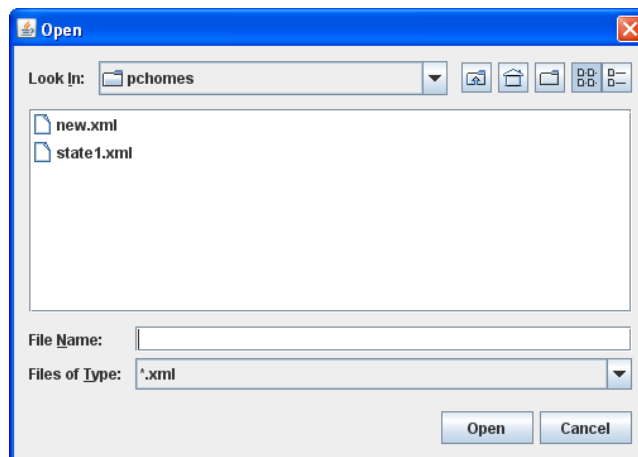 Open
Look In: pchomes
new.xml
state1.xml
File Name:
Files of Type: *.xml
Open Cancel